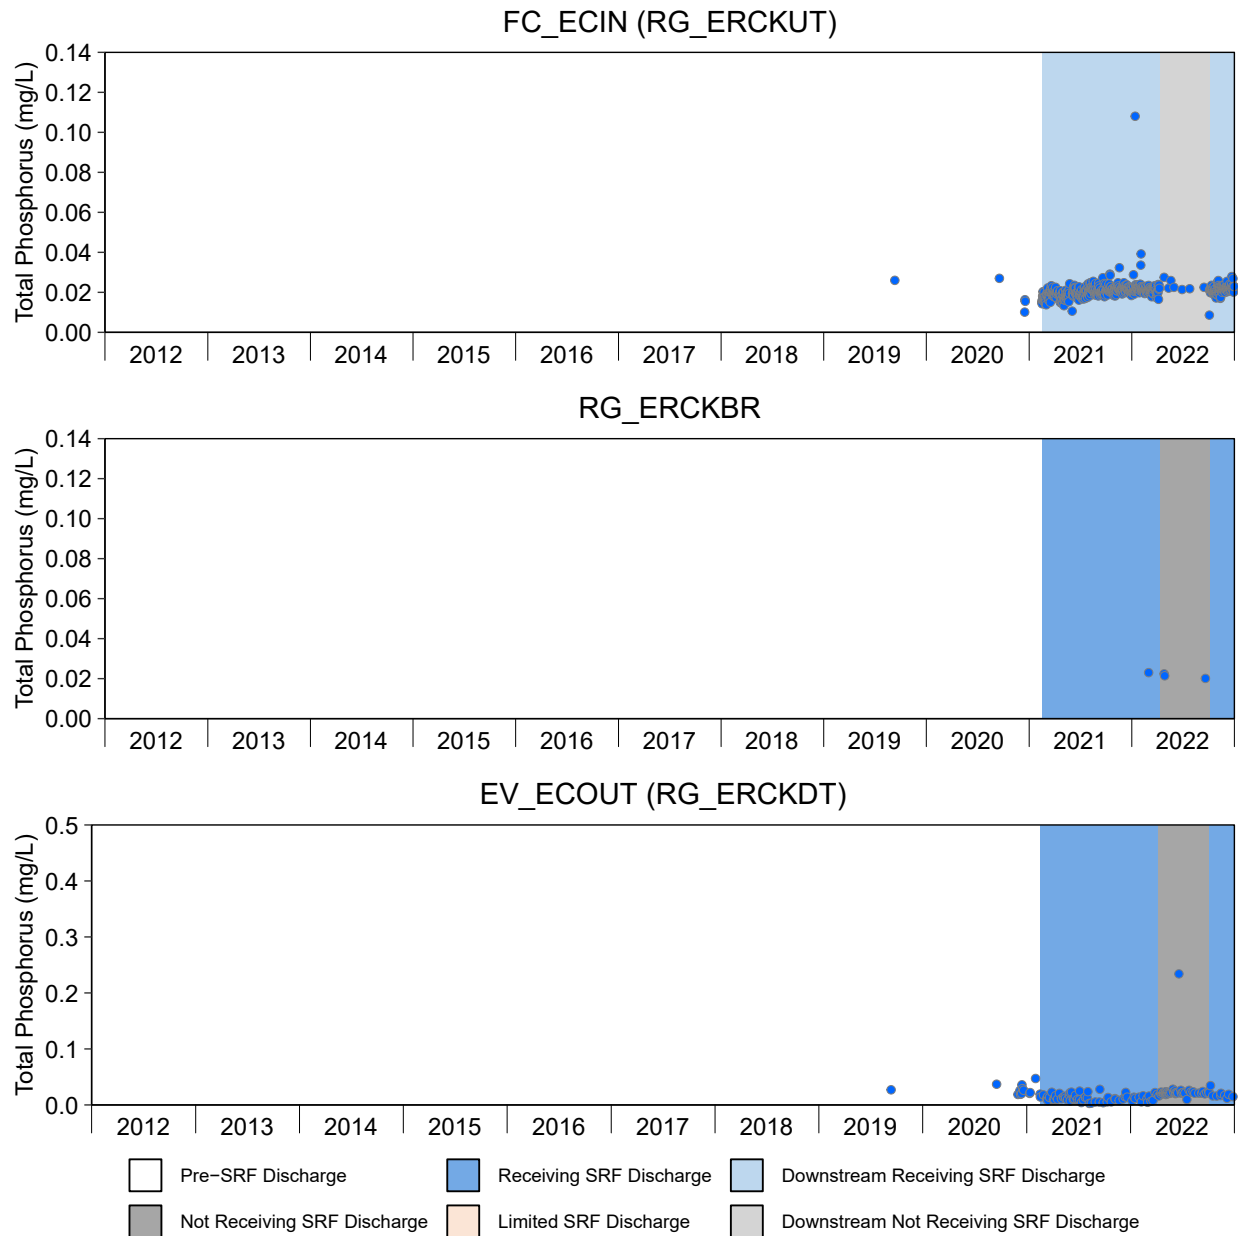 FC_ECIN (RG_ERCKUT)
Total Phosphorus (mg/L)
0.14
0.12
0.10
0.08
0.06
0.04
0.02
0.00
2012 2013 2014 2015 2016 2017 2018 2019 2020 2021 2022
RG_ERCKBR
Total Phosphorus (mg/L)
0.14
0.12
0.10
0.08
0.06
0.04
0.02
0.00
2012 2013 2014 2015 2016 2017 2018 2019 2020 2021 2022
EV_ECOUT (RG_ERCKDT)
Total Phosphorus (mg/L)
0.5
0.4
0.3
0.2
0.1
0.0
2012 2013 2014 2015 2016 2017 2018 2019 2020 2021 2022
Pre−SRF Discharge Receiving SRF Discharge Downstream Receiving SRF Discharge
Not Receiving SRF Discharge Limited SRF Discharge Downstream Not Receiving SRF Discharge